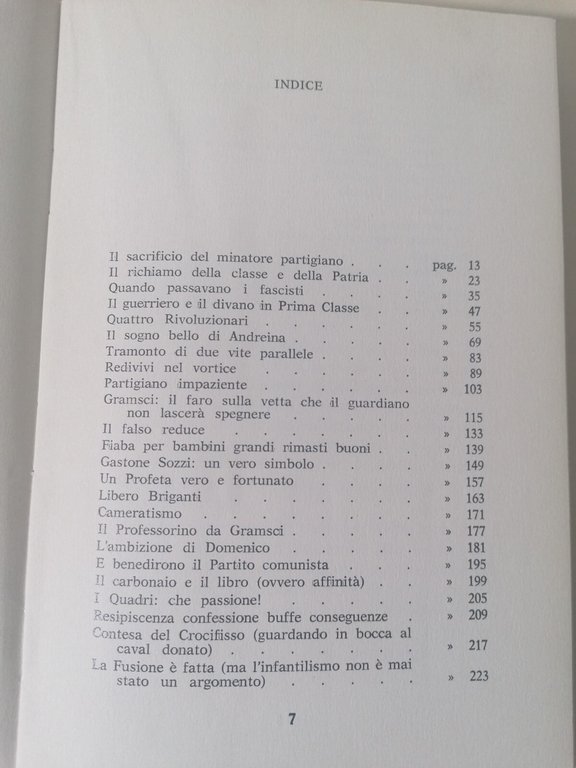 INDICE
Il sacrificio del minatore partigiano . . . pag. 13
Il richiamo della classe e della Patria . . » 23
Quando passavano i fascisti . . . . » 35
Il guerriero e il divano in Prima Classe . . » 47
Quattro Rivoluzionari . . . . . » 55
Il sogno bello di Andreina . . . . » 69
Tramonto di due vite parallele . . . . » 83
Redivivi nel vortice . . . . . » 89
Partigiano impaziente . . . . . » 103
Gramsci: il faro sulla vetta che il guardiano
non lascerà spegnere . . . . » 115
Il falso reduce . . . . . . » 133
Fiaba per bambini grandi rimasti buoni . . » 139
Gastone Sozzi: un vero simbolo . . . . » 149
Un Profeta vero e fortunato . . . . » 157
Libero Briganti . . . . . . » 163
Cameratismo . . . . . . . » 171
Il Professorino da Gramsci . . . . . » 177
L'ambizione di Domenico . . . . . » 181
E benedirono il Partito comunista . . . » 195
Il carbonaio e il libro (ovvero affinità) . . » 199
I Quadri: che passione! . . . . . » 205
Resipiscenza confessione buffe conseguenze . » 209
Contesa del Crocifisso (guardando in bocca al
caval donato) . . . . . . » 217
La Fusione è fatta (ma l'infantilismo non è mai
stato un argomento) . . . . . » 223
7